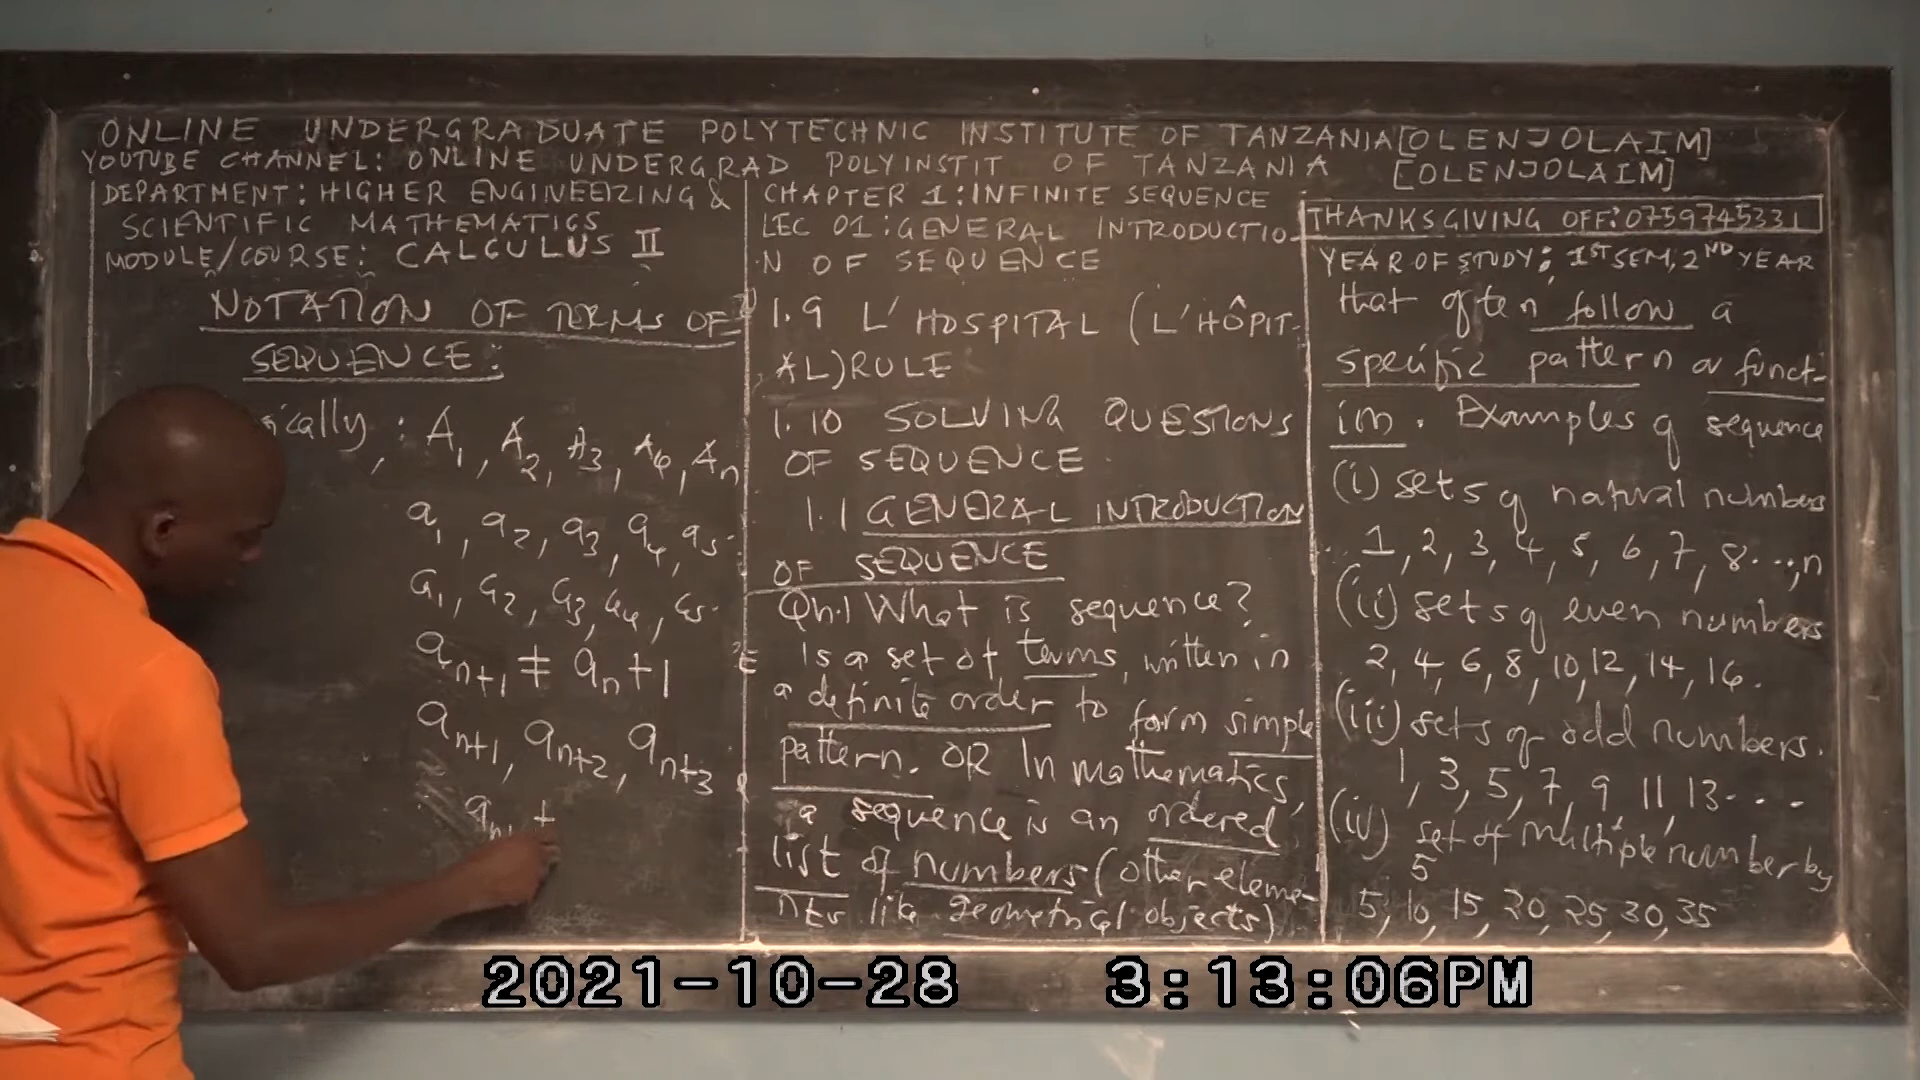 ONLINE UNDERGRADUATE POLYTECHNIC INSTITUTE OF TANZANIA [OLENJOLAIM]
YOUTUBE CHANNEL: ONLINE UNDERGRAD POLYINSTIT OF TANZANIA [OLENJOLAIM]
DEPARTMENT: HIGHER ENGINEERING &
SCIENTIFIC MATHEMATICS
MODULE/COURSE: CALCULUS II
NOTATION OF TERMS OF
SEQUENCE:
ically: A₁, A₂, A₃, A₄, Aₙ
a₁, a₂, a₃, a₄, a₅.
G₁, G₂, G₃, G₄, G₅.
aₙ₊₁ ≠ aₙ+1
aₙ₊₁, aₙ₊₂, aₙ₊₃
CHAPTER 1: INFINITE SEQUENCE
LEC 01: GENERAL INTRODUCTIO-
N OF SEQUENCE
1.9 L'HOSPITAL (L'HÔPIT-
AL) RULE
1.10 SOLVING QUESTIONS
OF SEQUENCE
1.1 GENERAL INTRODUCTION
OF SEQUENCE
Qn.1 What is sequence?
Is a set of terms, written in
a definite order to form simple
pattern. OR In mathematics,
a sequence is an ordered
list of numbers (other eleme-
nts like geometrical objects)
THANKSGIVING OFF: 0759745331
YEAR OF STUDY: 1ST SEM, 2ND YEAR
that often follow a
specific pattern or funct-
ion. Examples of sequence
(i) sets of natural numbers
1, 2, 3, 4, 5, 6, 7, 8...,n
(ii) sets of even numbers
2, 4, 6, 8, 10, 12, 14, 16.
(iii) sets of odd numbers.
1, 3, 5, 7, 9, 11, 13....
(iv) set of multiple number by
5
5, 10, 15, 20, 25, 30, 35
2021-10-28 3:13:06PM